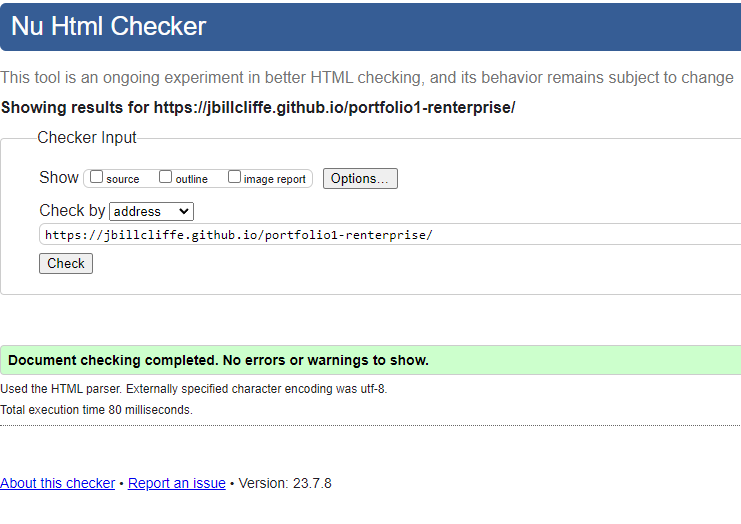 Nu Html Checker
This tool is an ongoing experiment in better HTML checking, and its behavior remains subject to change
Showing results for https://jbillcliffe.github.io/portfolio1-renterprise/
Checker Input
Show source outline image report Options...
Check by address
https://jbillcliffe.github.io/portfolio1-renterprise/
Check
Document checking completed. No errors or warnings to show.
Used the HTML parser. Externally specified character encoding was utf-8.
Total execution time 80 milliseconds.
About this checker • Report an issue • Version: 23.7.8